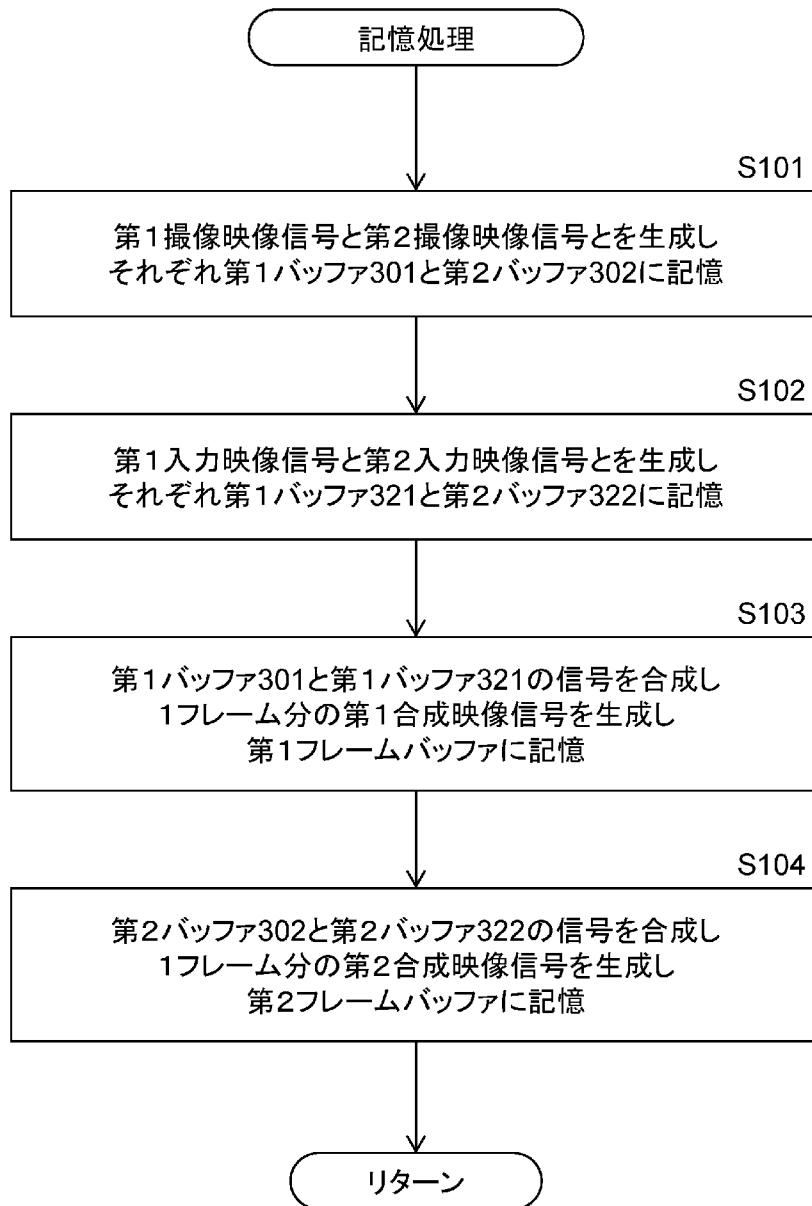 記憶処理
S101
第1撮像映像信号と第2撮像映像信号とを生成し
それぞれ第1バッファ301と第2バッファ302に記憶
S102
第1入力映像信号と第2入力映像信号とを生成し
それぞれ第1バッファ321と第2バッファ322に記憶
S103
第1バッファ301と第1バッファ321の信号を合成し
1フレーム分の第1合成映像信号を生成し
第1フレームバッファに記憶
S104
第2バッファ302と第2バッファ322の信号を合成し
1フレーム分の第2合成映像信号を生成し
第2フレームバッファに記憶
リターン